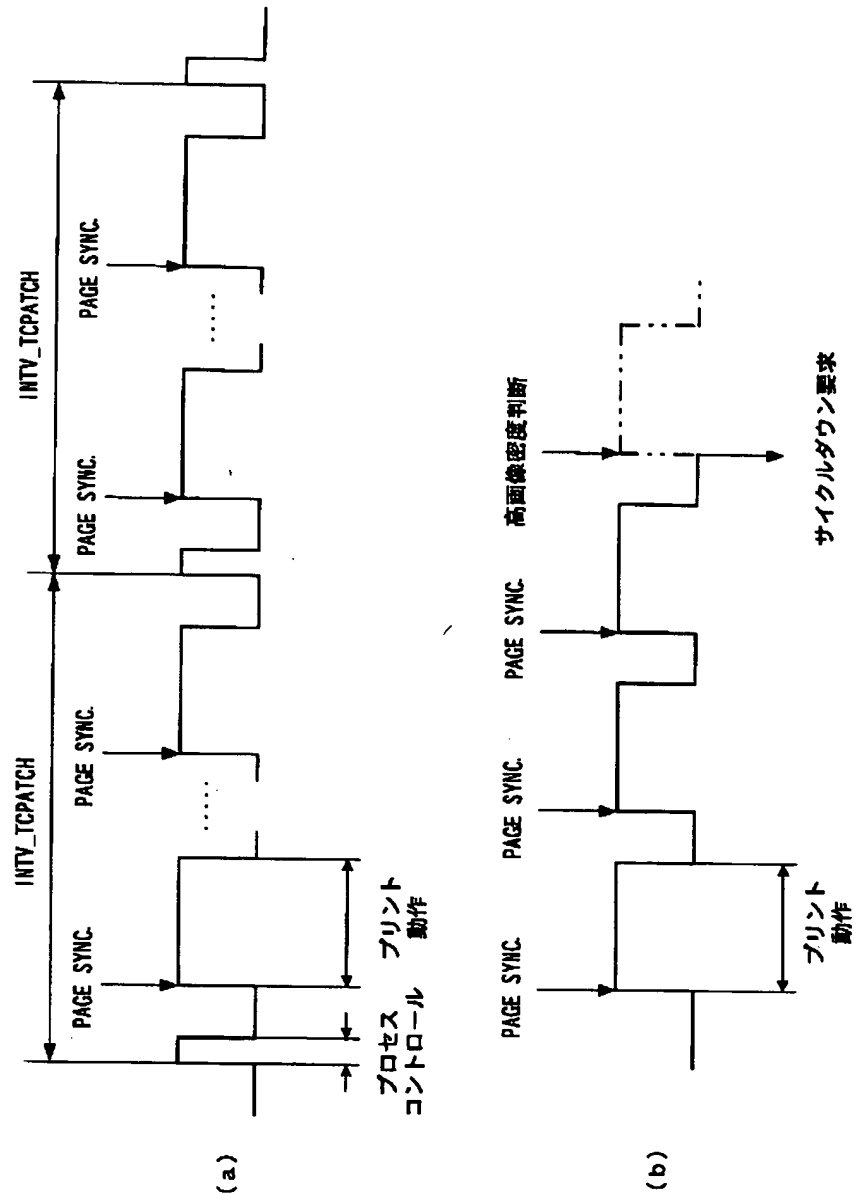 (a)
INTV_TCPATCH
INTV_TCPATCH
PAGE SYNC.
PAGE SYNC.
PAGE SYNC.
PAGE SYNC.
プロセス
コントロール
プリント
動作
(b)
PAGE SYNC.
PAGE SYNC.
PAGE SYNC.
高画像密度判断
プリント
動作
サイクルダウン要求